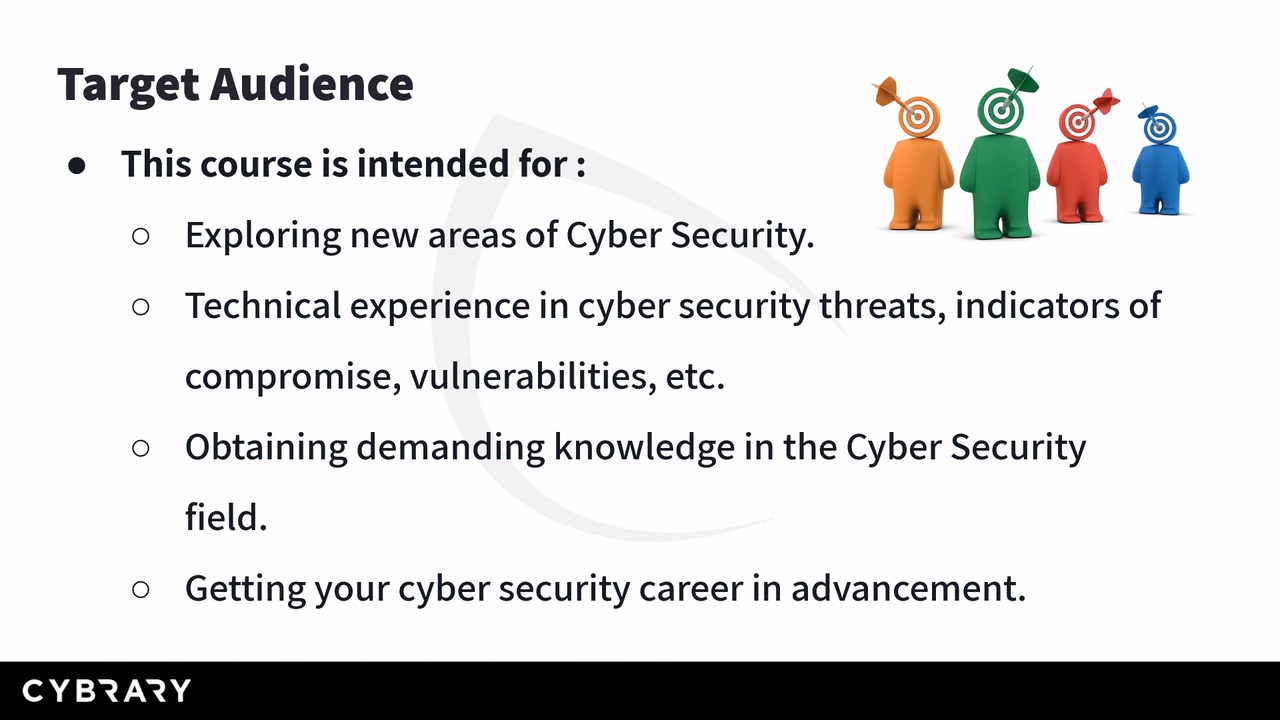 Target Audience
● This course is intended for :
○ Exploring new areas of Cyber Security.
○ Technical experience in cyber security threats, indicators of
compromise, vulnerabilities, etc.
○ Obtaining demanding knowledge in the Cyber Security
field.
○ Getting your cyber security career in advancement.
CYBRARY